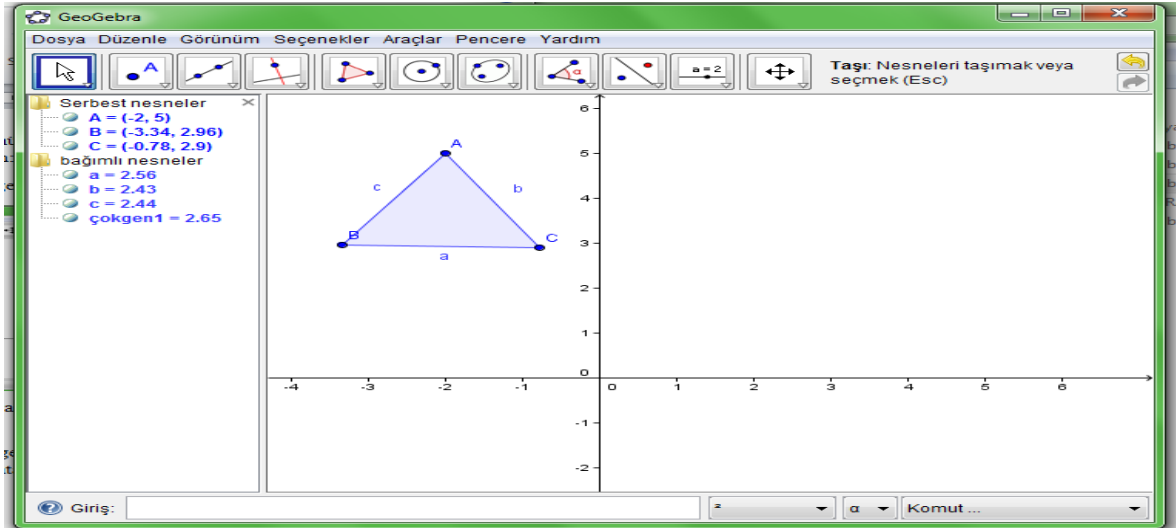 GeoGebra
Dosya Düzenle Görünüm Seçenekler Araçlar Pencere Yardım
A
α
a = 2
Taşı: Nesneleri taşımak veya
seçmek (Esc)
Serbest nesneler
A = (-2, 5)
B = (-3.34, 2.96)
C = (-0.78, 2.9)
bağımlı nesneler
a = 2.56
b = 2.43
c = 2.44
çokgen1 = 2.65
6
5
4
3
2
1
0
-1
-2
-4 -3 -2 -1 0 1 2 3 4 5 6
A
c b
B C
a
Giriş: ² α Komut ...